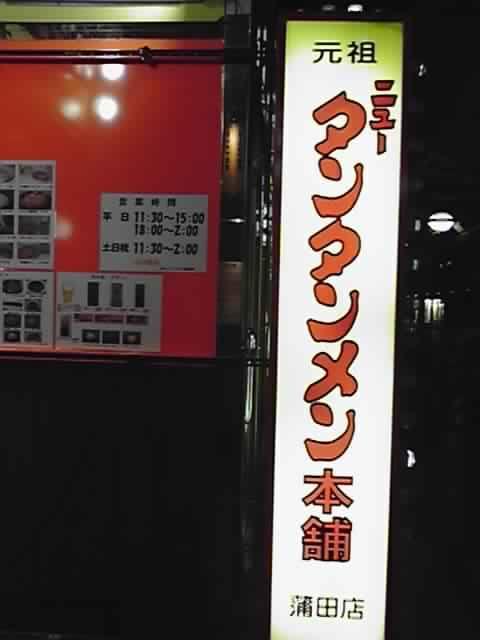 元祖
ニュー
タンタンメン
本舗
蒲田店
営業時間
平日 11:30～15:00
18:00～2:00
土日祝 11:30～2:00